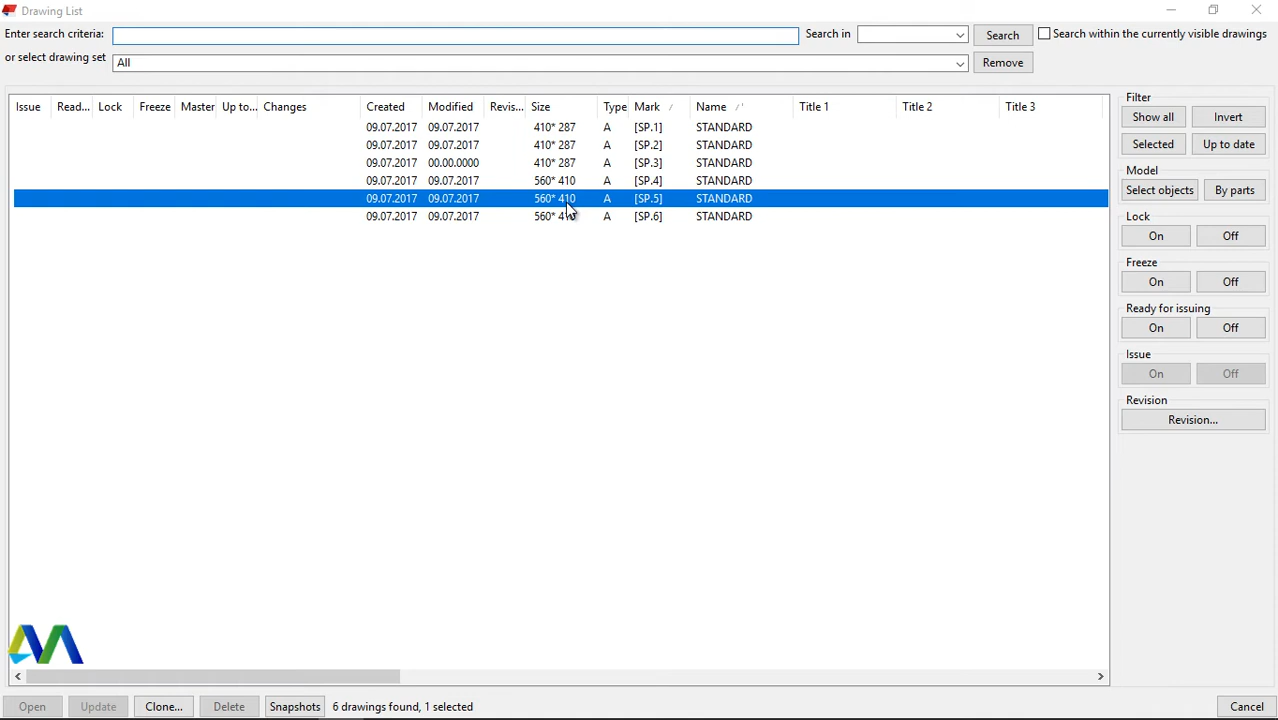 Drawing List
Enter search criteria: Search in Search Search within the currently visible drawings
or select drawing set All Remove
Issue Read... Lock Freeze Master Up to... Changes Created Modified Revis... Size Type Mark Name Title 1 Title 2 Title 3
09.07.2017 09.07.2017 410* 287 A [SP.1] STANDARD
09.07.2017 09.07.2017 410* 287 A [SP.2] STANDARD
09.07.2017 00.00.0000 410* 287 A [SP.3] STANDARD
09.07.2017 09.07.2017 560* 410 A [SP.4] STANDARD
09.07.2017 09.07.2017 560* 410 A [SP.5] STANDARD
09.07.2017 09.07.2017 560* 410 A [SP.6] STANDARD
Filter
Show all Invert
Selected Up to date
Model
Select objects By parts
Lock
On Off
Freeze
On Off
Ready for issuing
On Off
Issue
On Off
Revision
Revision...
Open Update Clone... Delete Snapshots 6 drawings found, 1 selected Cancel